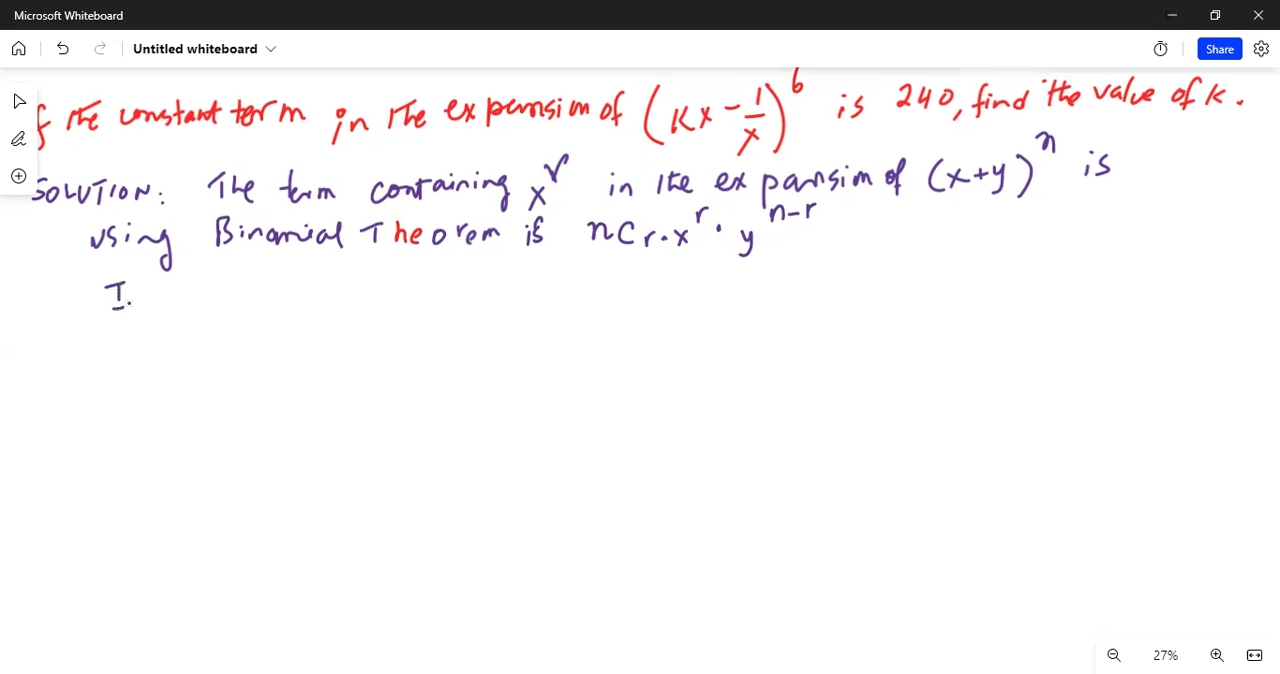 Microsoft Whiteboard
Untitled whiteboard
Share
f the constant term in the expansion of (Kx - 1/x)^6 is 240, find the value of K.
SOLUTION: The term containing x^r in the expansion of (x+y)^n is
using Binomial Theorem is nCr . x^r . y^n-r
I.
27%